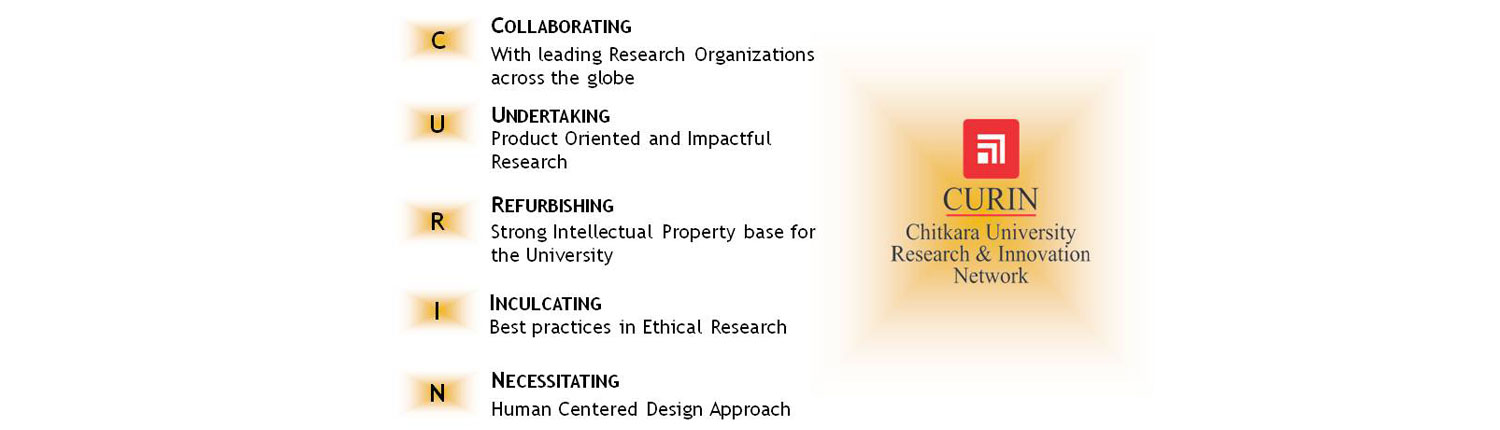 C
COLLABORATING
With leading Research Organizations
across the globe
U
UNDERTAKING
Product Oriented and Impactful
Research
R
REFURBISHING
Strong Intellectual Property base for
the University
I
INCULCATING
Best practices in Ethical Research
N
NECESSITATING
Human Centered Design Approach
CURIN
Chitkara University
Research & Innovation
Network